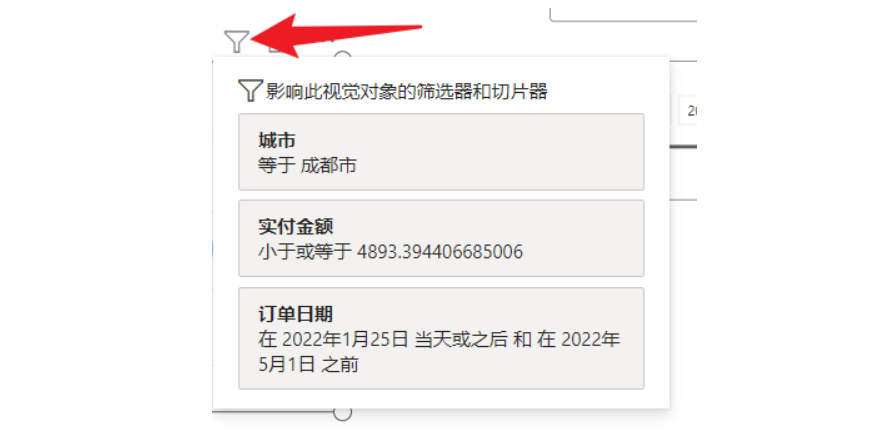 影响此视觉对象的筛选器和切片器
城市
等于 成都市
实付金额
小于或等于 4893.394406685006
订单日期
在 2022年1月25日 当天或之后 和 在 2022年
5月1日 之前